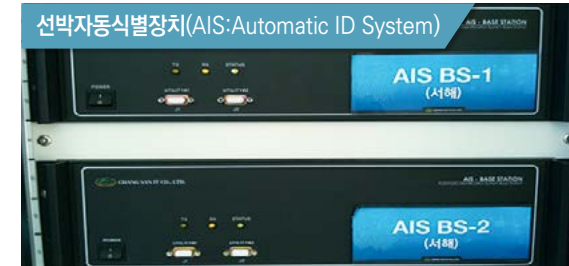 선박자동식별장치(AIS:Automatic ID System)
AIS - BASE STATION
TX RX STATUS
POWER
AIS BS-1
(서해)
J1 J2
CHANG SAN IT CO., LTD.
AIS - BASE STATION
TX RX STATUS
AIS BS-2
(서해)
POWER